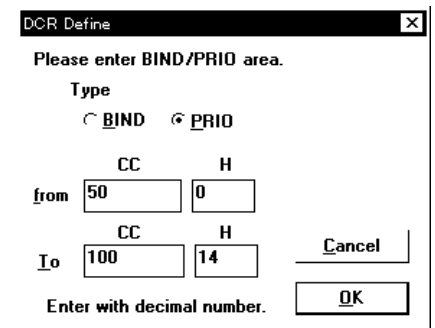 DCR Define
Please enter BIND/PRIO area.
Type
BIND PRIO
CC H
from 50 0
CC H
To 100 14
Cancel
Enter with decimal number.
OK